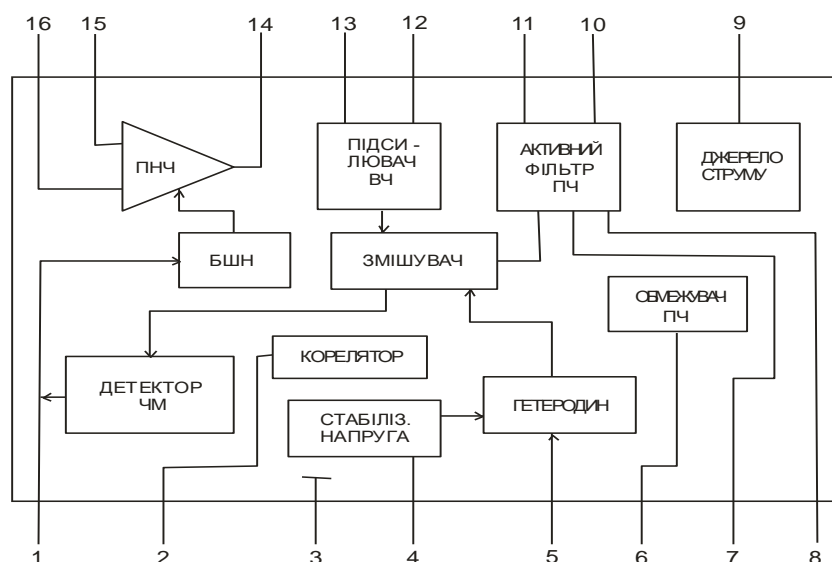 16 15 14 13 12 11 10 9
ПНЧ
ПІДСИ -
ЛЮВАЧ
ВЧ
АКТИВНИЙ
ФІЛЬТР
ПЧ
ДЖЕРЕЛО
СТРУМУ
БШН
ЗМІШУВАЧ
ОБМЕЖУВАЧ
ПЧ
КОРЕЛЯТОР
ДЕТЕКТОР
ЧМ
ГЕТЕРОДИН
СТАБІЛІЗ.
НАПРУГА
1 2 3 4 5 6 7 8